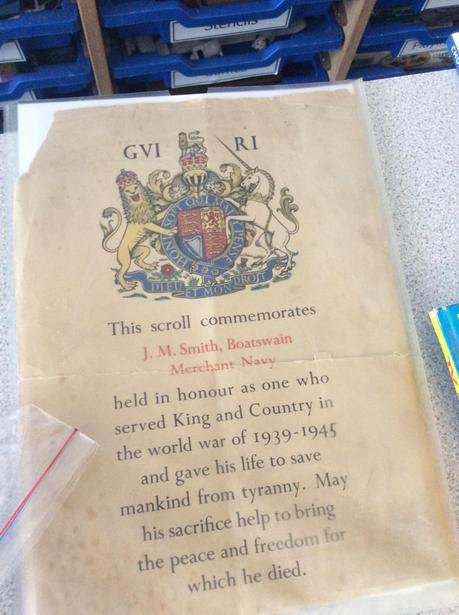 Stencils
GVI RI
HONI SOIT QUI MAL Y PENSE
DIEU ET MON DROIT
This scroll commemorates
J. M. Smith, Boatswain
Merchant Navy
held in honour as one who
served King and Country in
the world war of 1939-1945
and gave his life to save
mankind from tyranny. May
his sacrifice help to bring
the peace and freedom for
which he died.